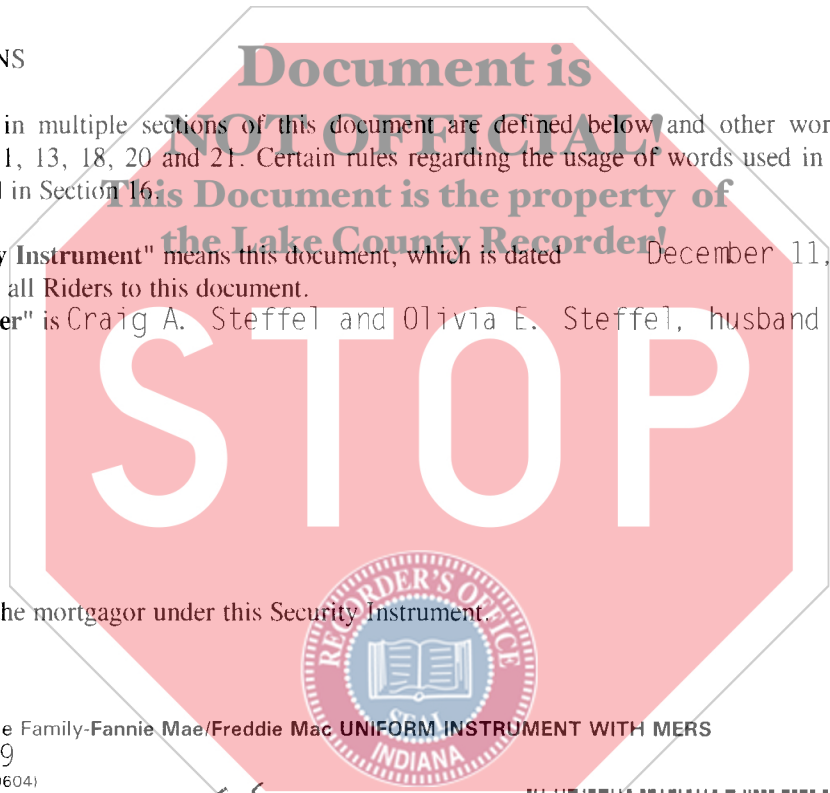 NS
Document is
in multiple sections of this document are defined below and other wor
NOT OFFICIAL!
1, 13, 18, 20 and 21. Certain rules regarding the usage of words used in
This Document is the property of
in Section 16.
the Lake County Recorder!
y Instrument" means this document, which is dated December 11,
all Riders to this document.
er" is Craig A. Steffel and Olivia E. Steffel, husband
STOP
he mortgagor under this Security Instrument.
RECORDER'S OFFICE
SEAL
INDIANA
e Family-Fannie Mae/Freddie Mac UNIFORM INSTRUMENT WITH MERS
9
0604)